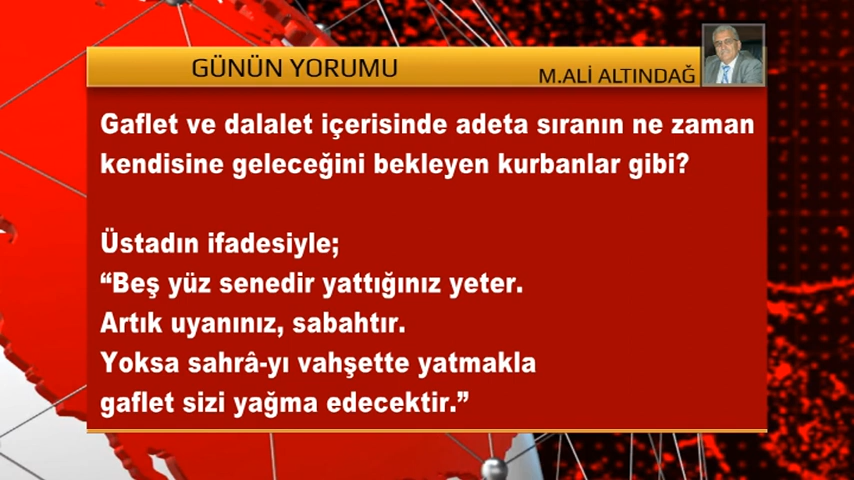 GÜNÜN YORUMU
M.ALİ ALTINDAĞ
Gaflet ve dalalet içerisinde adeta sıranın ne zaman
kendisine geleceğini bekleyen kurbanlar gibi?
Üstadın ifadesiyle;
“Beş yüz senedir yattığınız yeter.
Artık uyanınız, sabahtır.
Yoksa sahrâ-yı vahşette yatmakla
gaflet sizi yağma edecektir.”